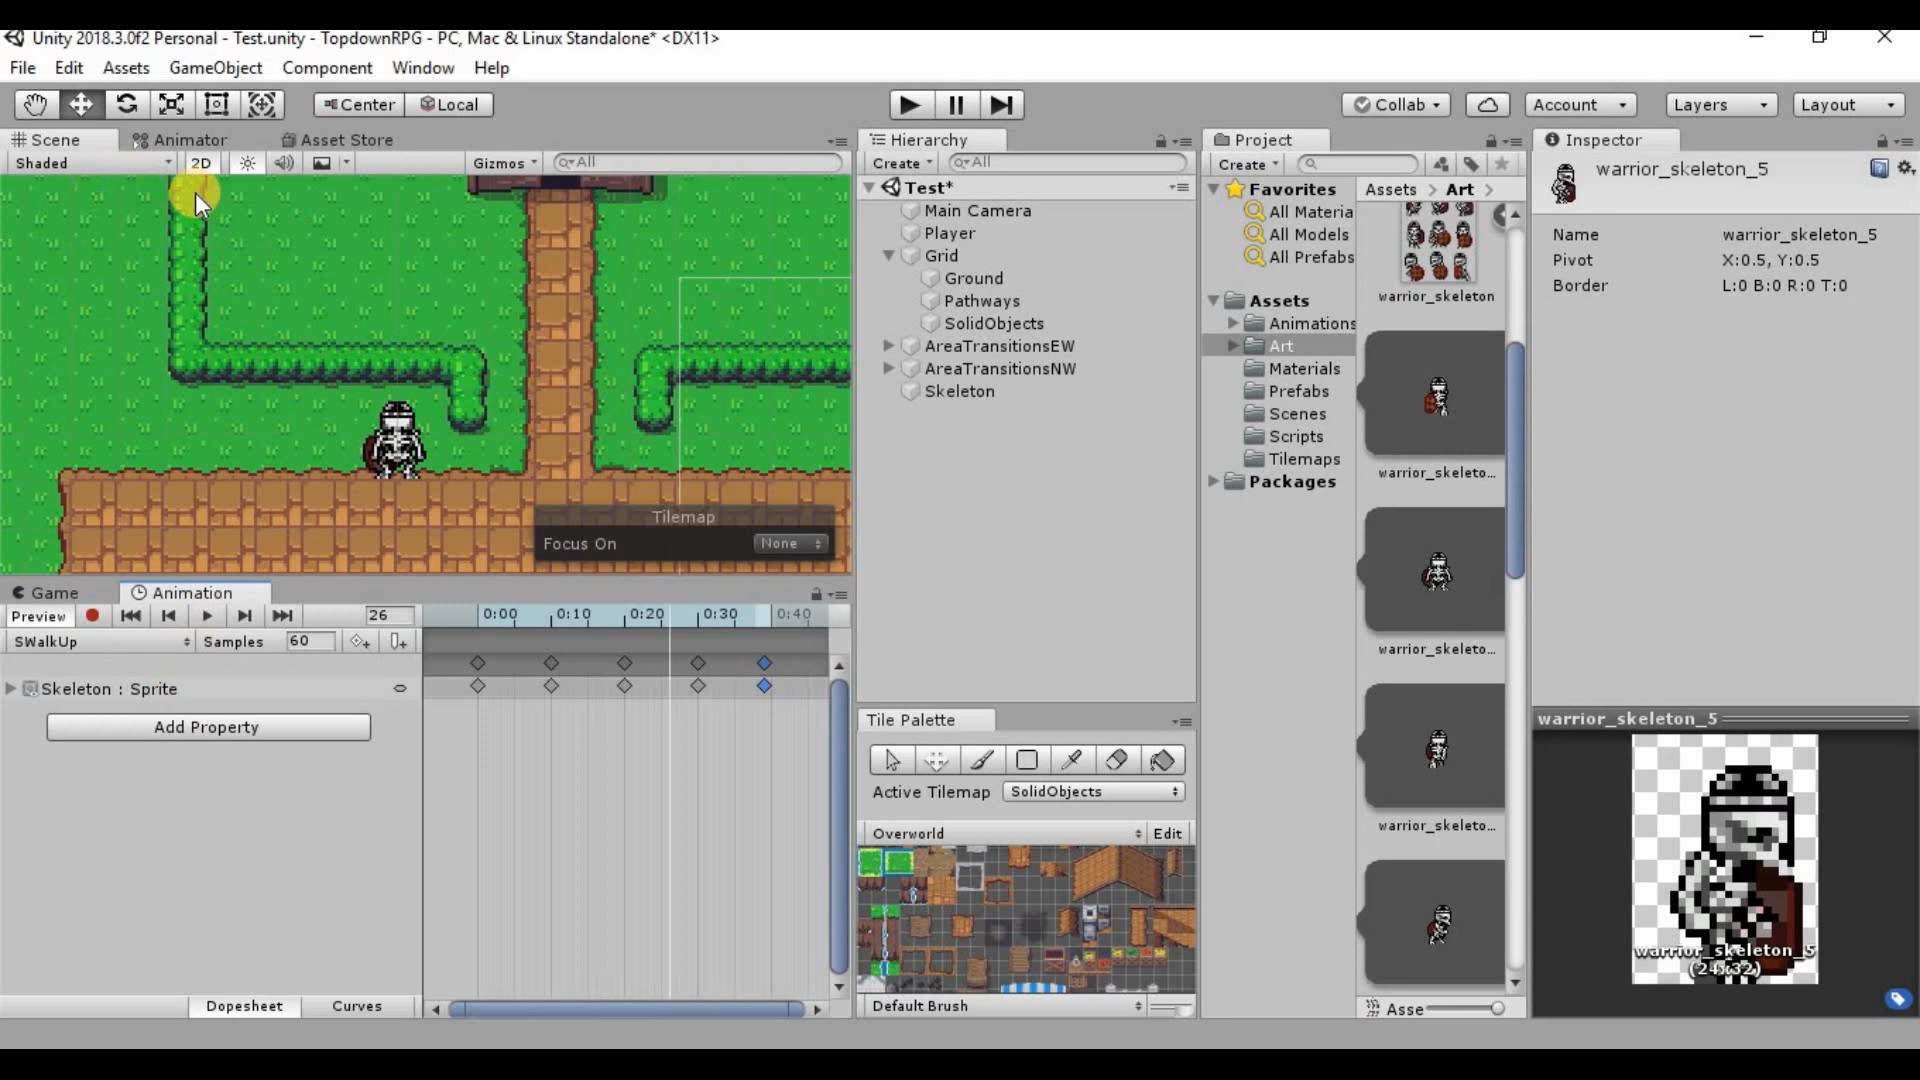 Unity 2018.3.0f2 Personal - Test.unity - TopdownRPG - PC, Mac & Linux Standalone* <DX11>
File Edit Assets GameObject Component Window Help
Center Local Collab Account Layers Layout
Scene Animator Asset Store
Shaded 2D Gizmos All
Tilemap
Focus On None
Game Animation
Preview 26
SWalkUp Samples 60
0:00 0:10 0:20 0:30 0:40
Skeleton : Sprite
Add Property
Dopesheet Curves
Hierarchy
Create All
Test*
Main Camera
Player
Grid
Ground
Pathways
SolidObjects
AreaTransitionsEW
AreaTransitionsNW
Skeleton
Tile Palette
Active Tilemap SolidObjects
Overworld Edit
Default Brush
Project
Create
Favorites
All Materia
All Models
All Prefabs
Assets
Animations
Art
Materials
Prefabs
Scenes
Scripts
Tilemaps
Packages
Assets Art
warrior_skeleton
warrior_skeleto...
warrior_skeleto...
warrior_skeleto...
Asse
Inspector
warrior_skeleton_5
Name warrior_skeleton_5
Pivot X:0.5, Y:0.5
Border L:0 B:0 R:0 T:0
warrior_skeleton_5
warrior_skeleton_5
(24x32)